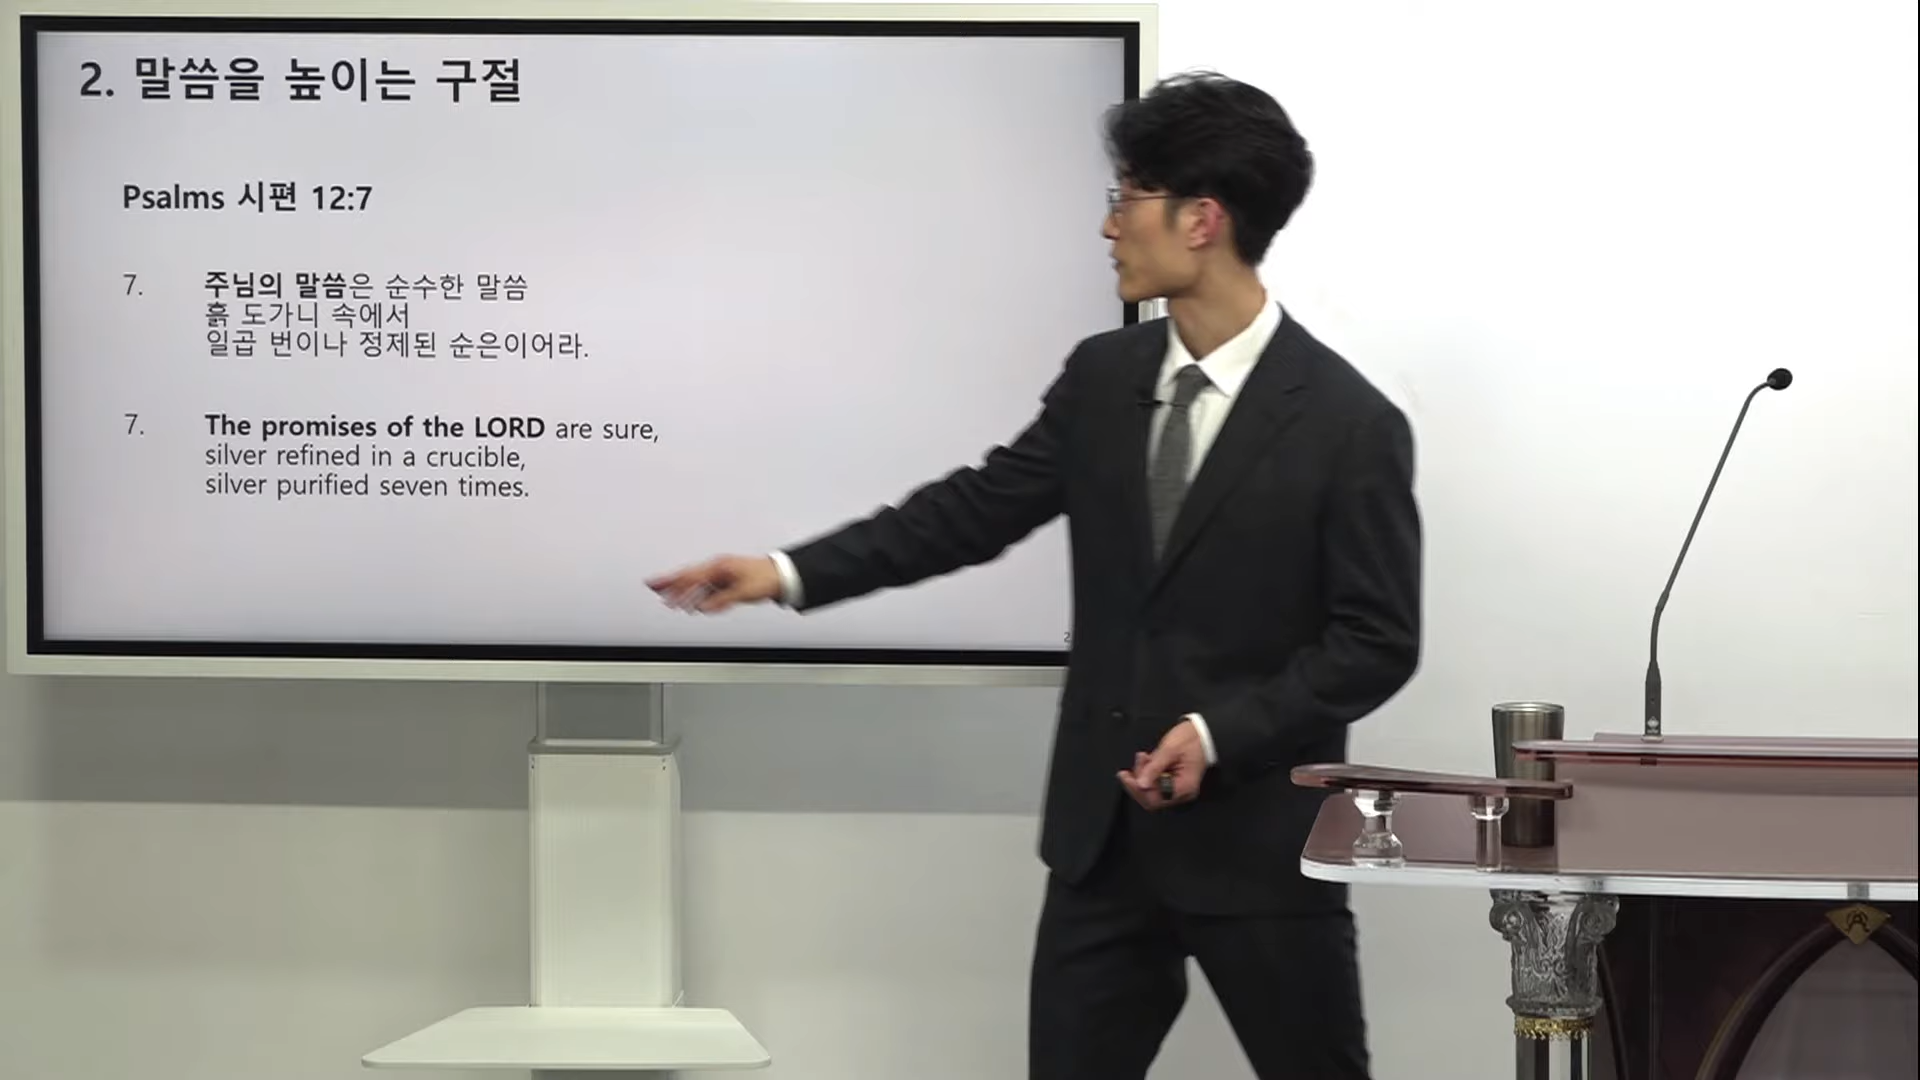 2. 말씀을 높이는 구절
Psalms 시편 12:7
7. 주님의 말씀은 순수한 말씀
흙 도가니 속에서
일곱 번이나 정제된 순은이어라.
7. The promises of the LORD are sure,
silver refined in a crucible,
silver purified seven times.